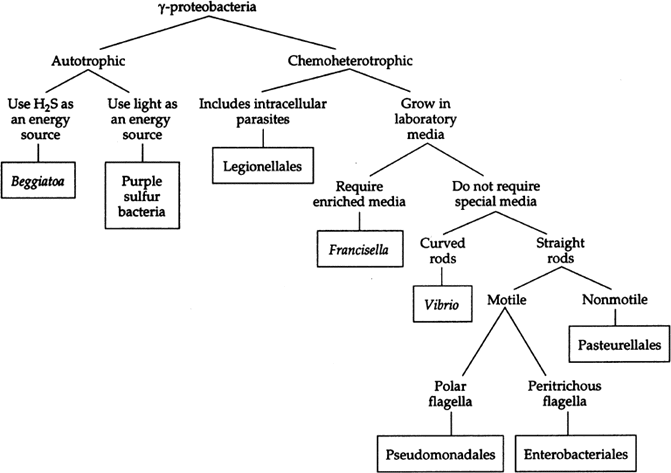 γ-proteobacteria
Autotrophic
Chemoheterotrophic
Use H₂S as
an energy
source
Use light as
an energy
source
Includes intracellular
parasites
Grow in
laboratory
media
Beggiatoa
Purple
sulfur
bacteria
Legionellales
Require
enriched media
Do not require
special media
Francisella
Curved
rods
Straight
rods
Vibrio
Motile
Nonmotile
Pasteurellales
Polar
flagella
Peritrichous
flagella
Pseudomonadales
Enterobacteriales